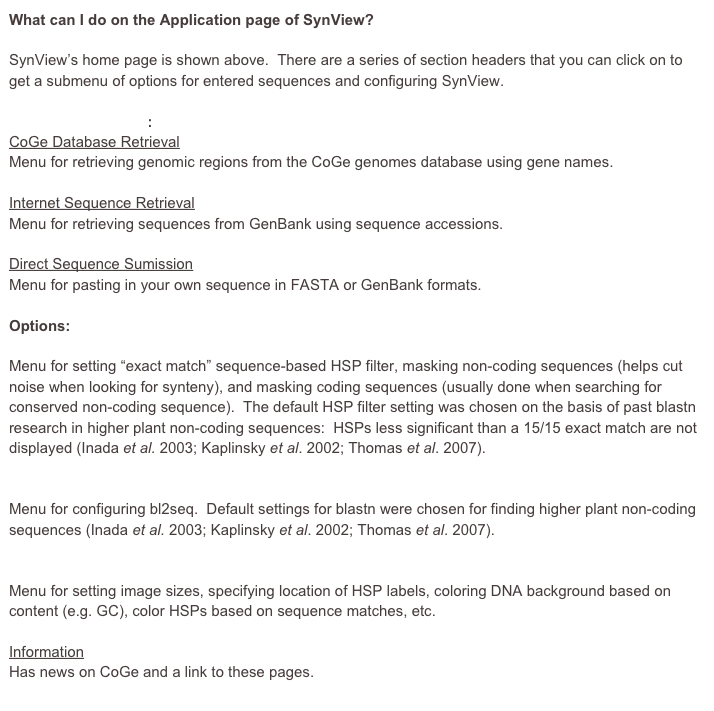 What can I do on the Application page of SynView?
SynView’s home page is shown above.  There are a series of section headers that you can click on to
get a submenu of options for entered sequences and configuring SynView.
:
CoGe Database Retrieval
Menu for retrieving genomic regions from the CoGe genomes database using gene names.
Internet Sequence Retrieval
Menu for retrieving sequences from GenBank using sequence accessions.
Direct Sequence Sumission
Menu for pasting in your own sequence in FASTA or GenBank formats.
Options:
Menu for setting “exact match” sequence-based HSP filter, masking non-coding sequences (helps cut
noise when looking for synteny), and masking coding sequences (usually done when searching for
conserved non-coding sequence).  The default HSP filter setting was chosen on the basis of past blastn
research in higher plant non-coding sequences:  HSPs less significant than a 15/15 exact match are not
displayed (Inada et al. 2003; Kaplinsky et al. 2002; Thomas et al. 2007).
Menu for configuring bl2seq.  Default settings for blastn were chosen for finding higher plant non-coding
sequences (Inada et al. 2003; Kaplinsky et al. 2002; Thomas et al. 2007).
Menu for setting image sizes, specifying location of HSP labels, coloring DNA background based on
content (e.g. GC), color HSPs based on sequence matches, etc.
Information
Has news on CoGe and a link to these pages.